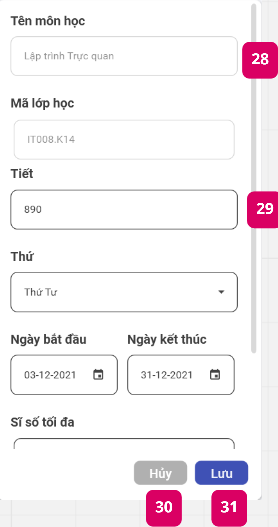 Tên môn học
Lập trình Trực quan
28
Mã lớp học
IT008.K14
Tiết
890
29
Thứ
Thứ Tư
Ngày bắt đầu Ngày kết thúc
03-12-2021 31-12-2021
Sĩ số tối đa
Hủy Lưu
30 31